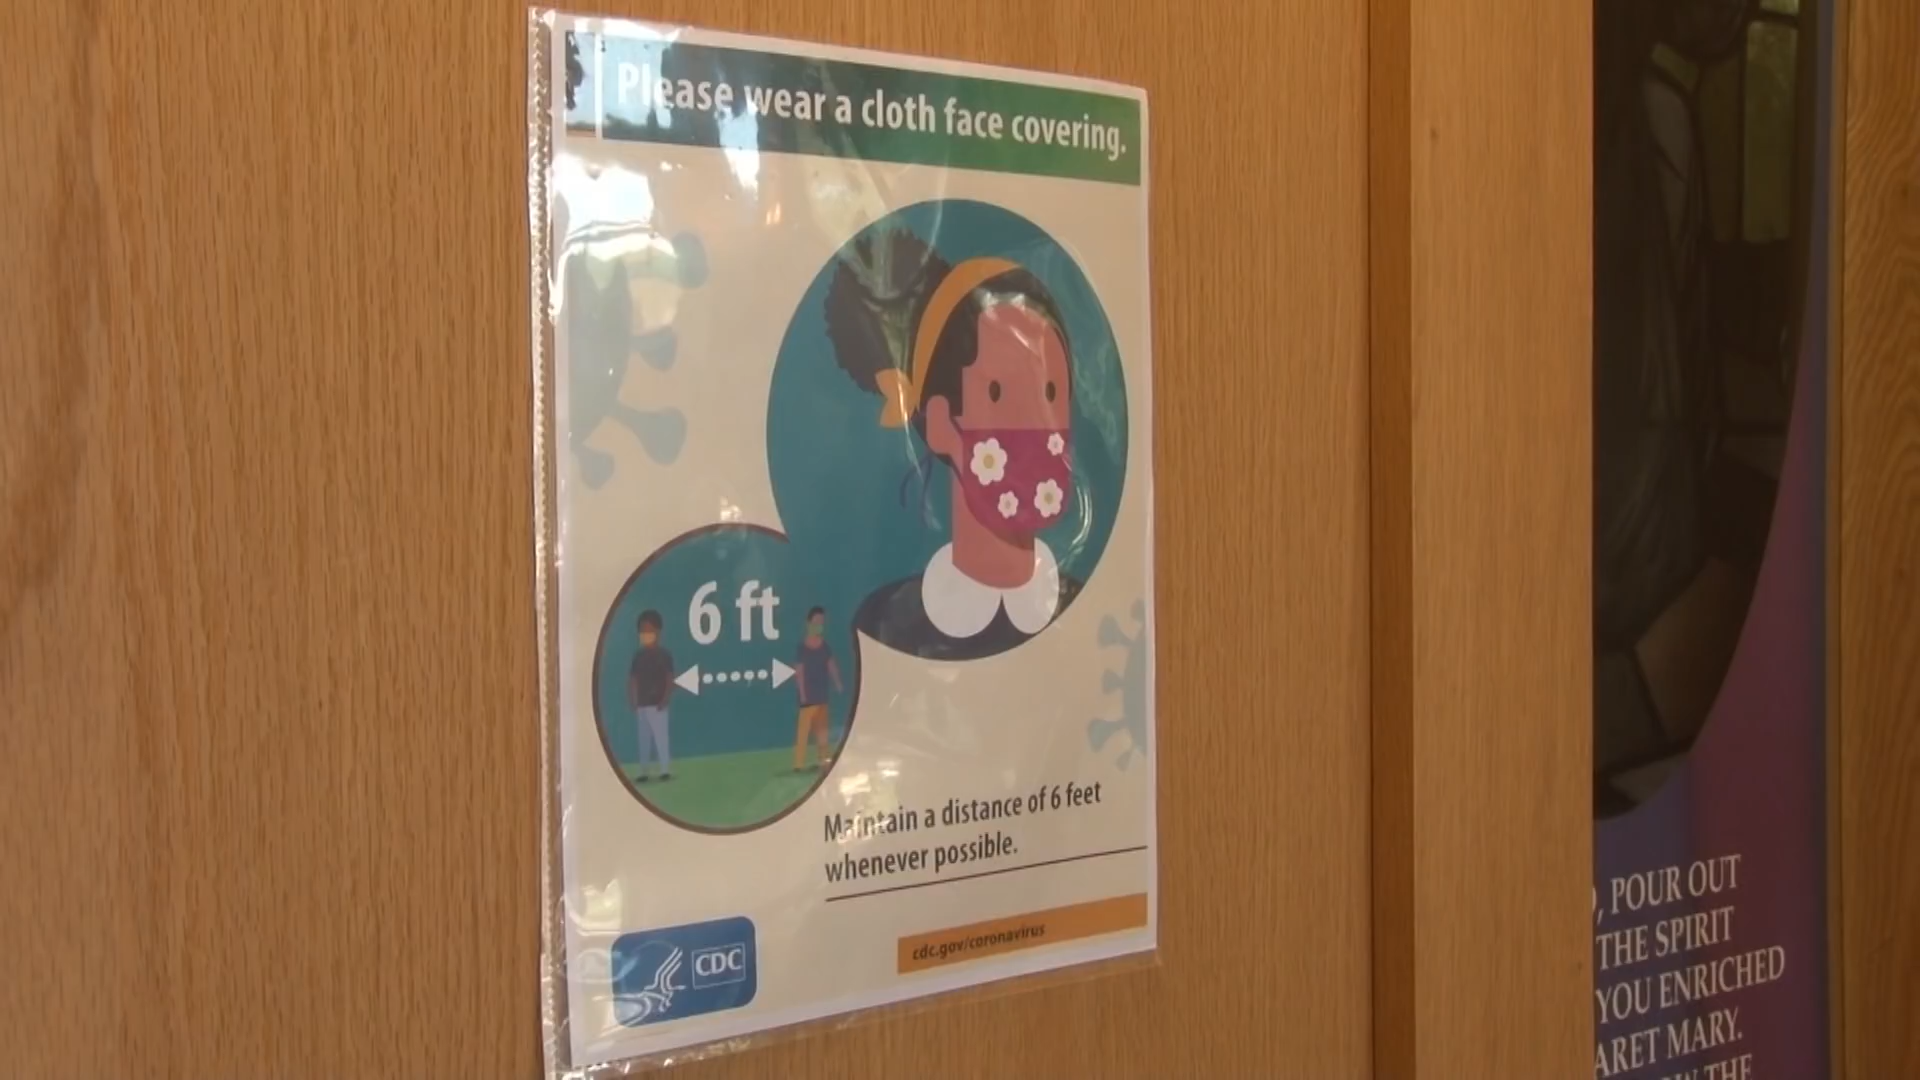 Please wear a cloth face covering.
6 ft
Maintain a distance of 6 feet
whenever possible.
CDC
cdc.gov/coronavirus
, POUR OUT
THE SPIRIT
YOU ENRICHED
ARET MARY.
THE